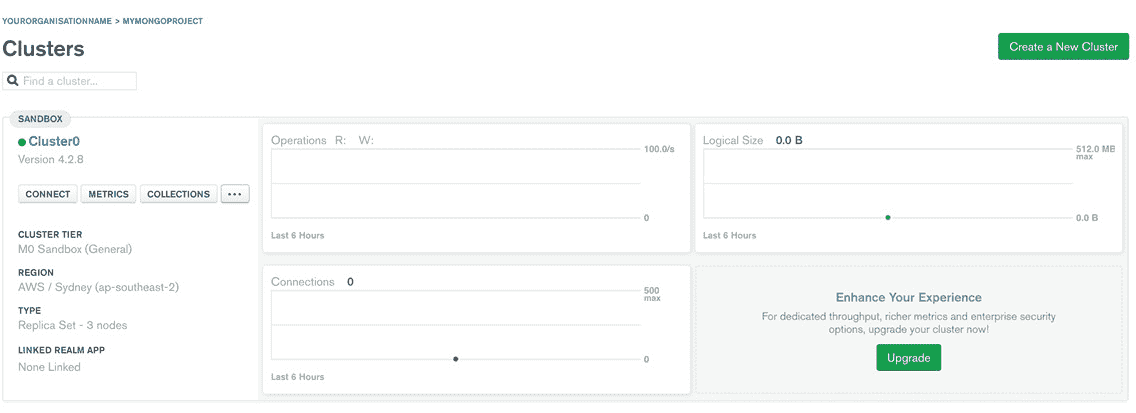 YOURORGANISATIONNAME > MYMONGOPROJECT
Clusters
Create a New Cluster
Find a cluster...
SANDBOX
Cluster0
Version 4.2.8
CONNECT METRICS COLLECTIONS ...
CLUSTER TIER
M0 Sandbox (General)
REGION
AWS / Sydney (ap-southeast-2)
TYPE
Replica Set - 3 nodes
LINKED REALM APP
None Linked
Operations R: W:
100.0/s
0
Last 6 Hours
Logical Size 0.0 B
512.0 MB
max
0.0 B
Last 6 Hours
Connections 0
500
max
0
Last 6 Hours
Enhance Your Experience
For dedicated throughput, richer metrics and enterprise security
options, upgrade your cluster now!
Upgrade